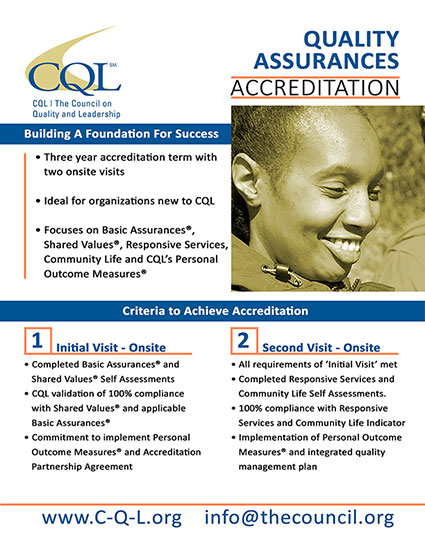 CQL SM
CQL | The Council on
Quality and Leadership
QUALITY
ASSURANCES
ACCREDITATION
Building A Foundation For Success
• Three year accreditation term with
two onsite visits
• Ideal for organizations new to CQL
• Focuses on Basic Assurances®,
Shared Values®, Responsive Services,
Community Life and CQL's Personal
Outcome Measures®
Criteria to Achieve Accreditation
1 Initial Visit - Onsite
• Completed Basic Assurances® and
Shared Values® Self Assessments
• CQL validation of 100% compliance
with Shared Values® and applicable
Basic Assurances®
• Commitment to implement Personal
Outcome Measures® and Accreditation
Partnership Agreement
2 Second Visit - Onsite
• All requirements of 'Initial Visit' met
• Completed Responsive Services and
Community Life Self Assessments.
• 100% compliance with Responsive
Services and Community Life Indicator
• Implementation of Personal Outcome
Measures® and integrated quality
management plan
www.C-Q-L.org info@thecouncil.org